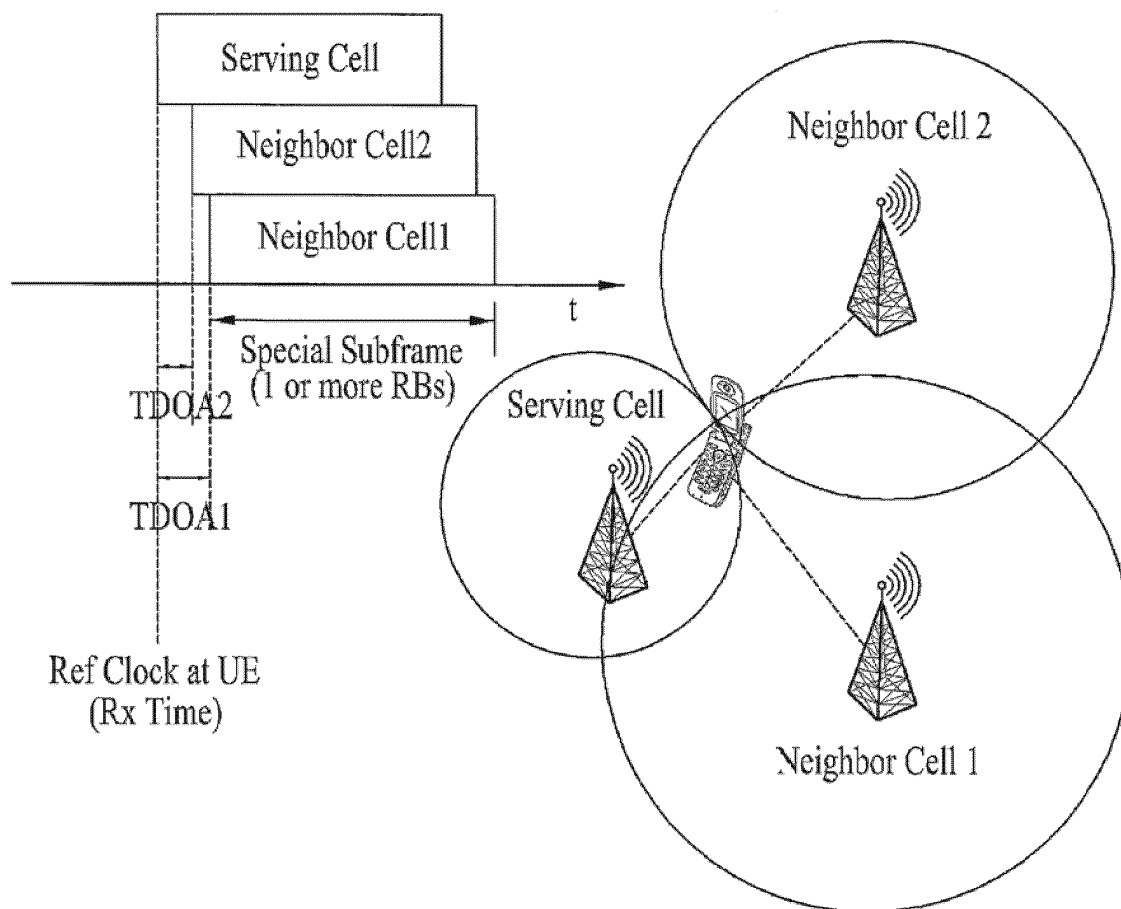 Serving Cell
Neighbor Cell2
Neighbor Cell1
t
Special Subframe
(1 or more RBs)
TDOA2
TDOA1
Ref Clock at UE
(Rx Time)
Neighbor Cell 2
Serving Cell
Neighbor Cell 1